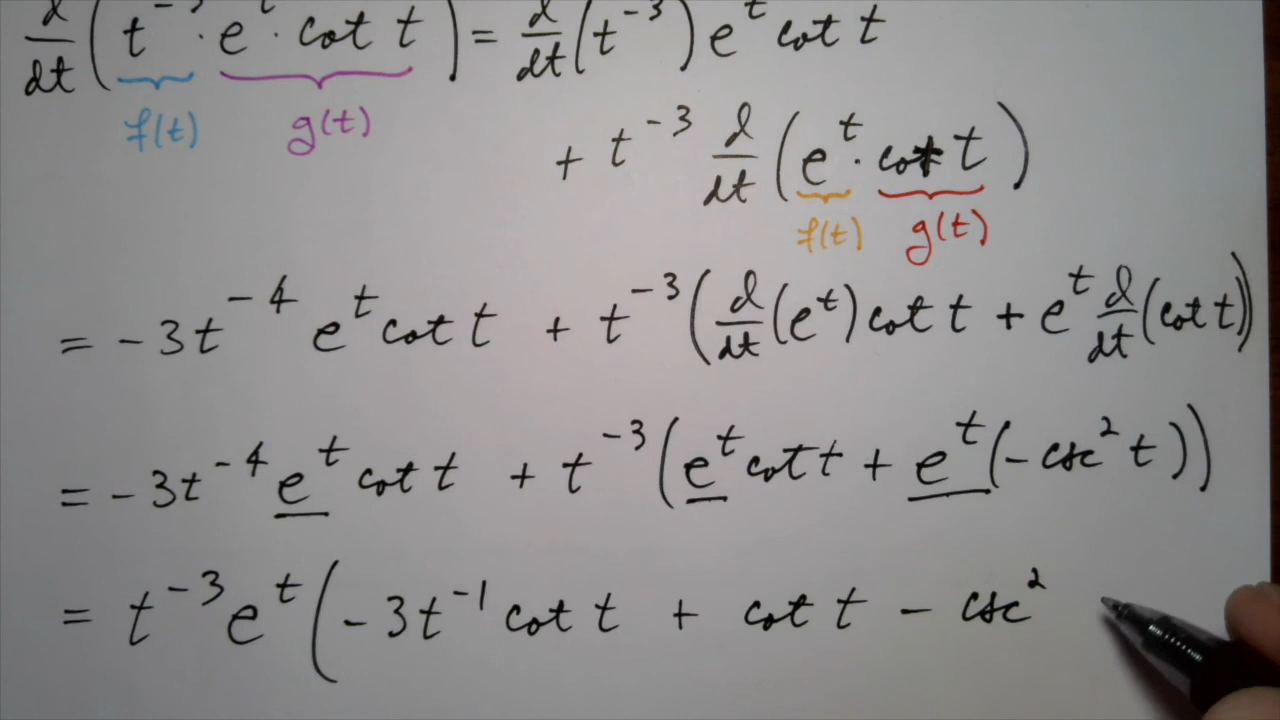 d/dt (t^-3 · e^t · cot t) = d/dt (t^-3) e^t cot t
f(t) g(t)
+ t^-3 d/dt (e^t · cot t)
f(t) g(t)
= -3t^-4 e^t cot t + t^-3 (d/dt (e^t) cot t + e^t d/dt (cot t))
= -3t^-4 e^t cot t + t^-3 (e^t cot t + e^t (-csc^2 t))
= t^-3 e^t (-3t^-1 cot t + cot t - csc^2